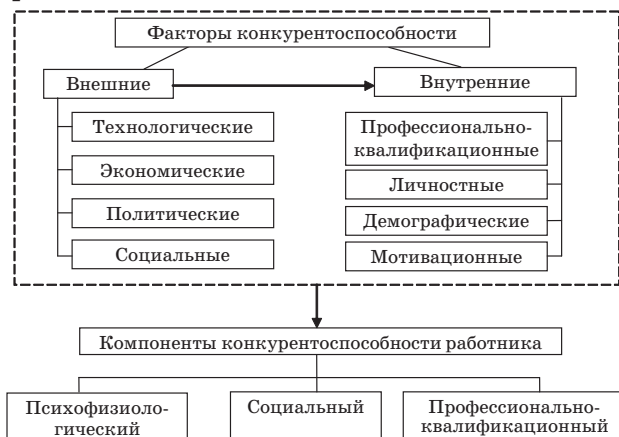 Факторы конкурентоспособности
Внешние
Внутренние
Технологические
Экономические
Политические
Социальные
Профессионально-
квалификационные
Личностные
Демографические
Мотивационные
Компоненты конкурентоспособности работника
Психофизиоло-
гический
Социальный
Профессионально-
квалификационный